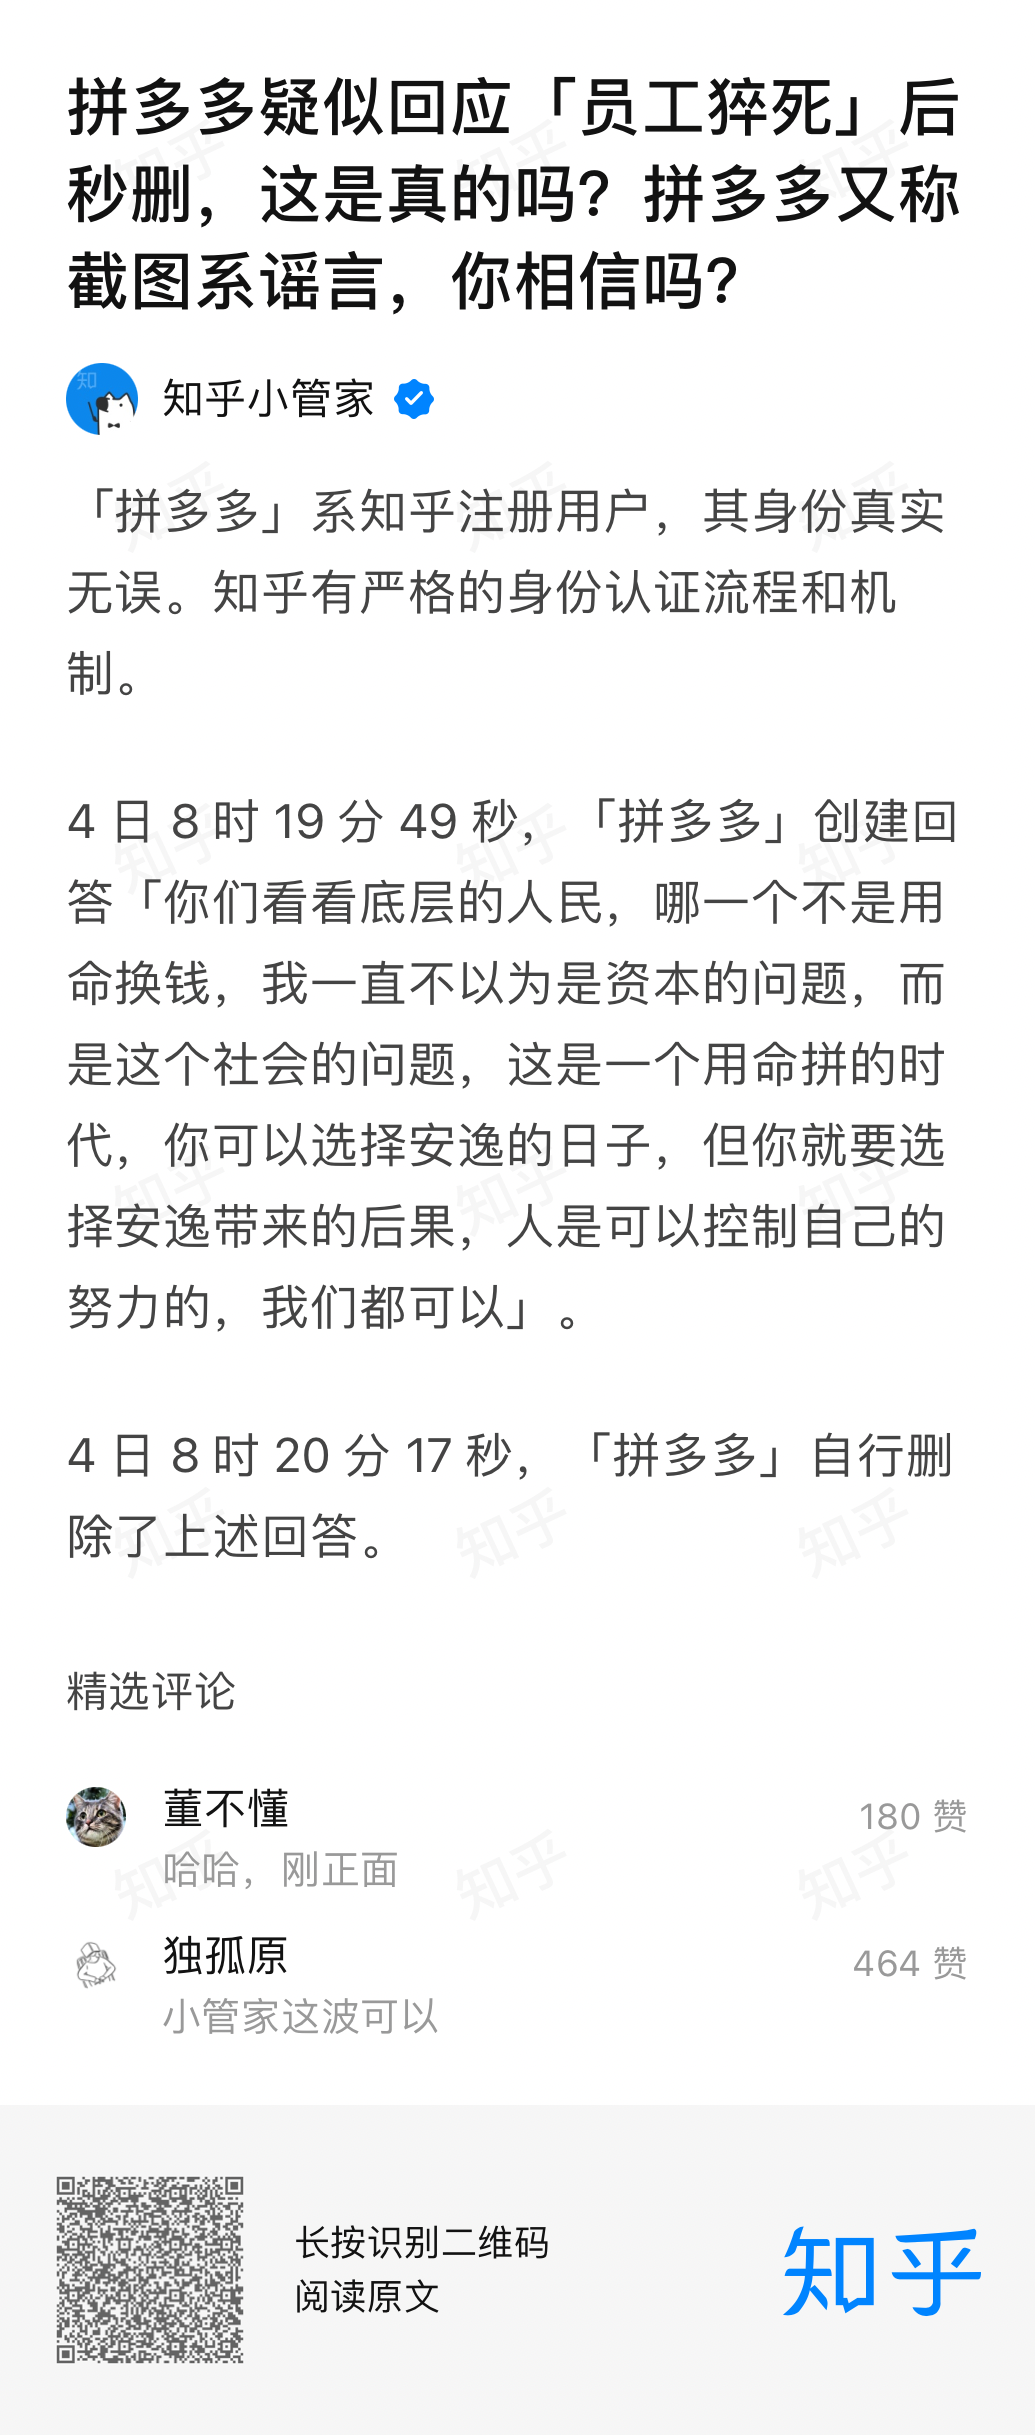 拼多多疑似回应「员工猝死」后
秒删，这是真的吗？拼多多又称
截图系谣言，你相信吗？
知
知乎小管家
「拼多多」系知乎注册用户，其身份真实
无误。知乎有严格的身份认证流程和机
制。
4 日 8 时 19 分 49 秒，「拼多多」创建回
答「你们看看底层的人民，哪一个不是用
命换钱，我一直不以为是资本的问题，而
是这个社会的问题，这是一个用命拼的时
代，你可以选择安逸的日子，但你就要选
择安逸带来的后果，人是可以控制自己的
努力的，我们都可以」。
4 日 8 时 20 分 17 秒，「拼多多」自行删
除了上述回答。
精选评论
董不懂
180 赞
哈哈，刚正面
独孤原
464 赞
小管家这波可以
长按识别二维码
阅读原文
知乎